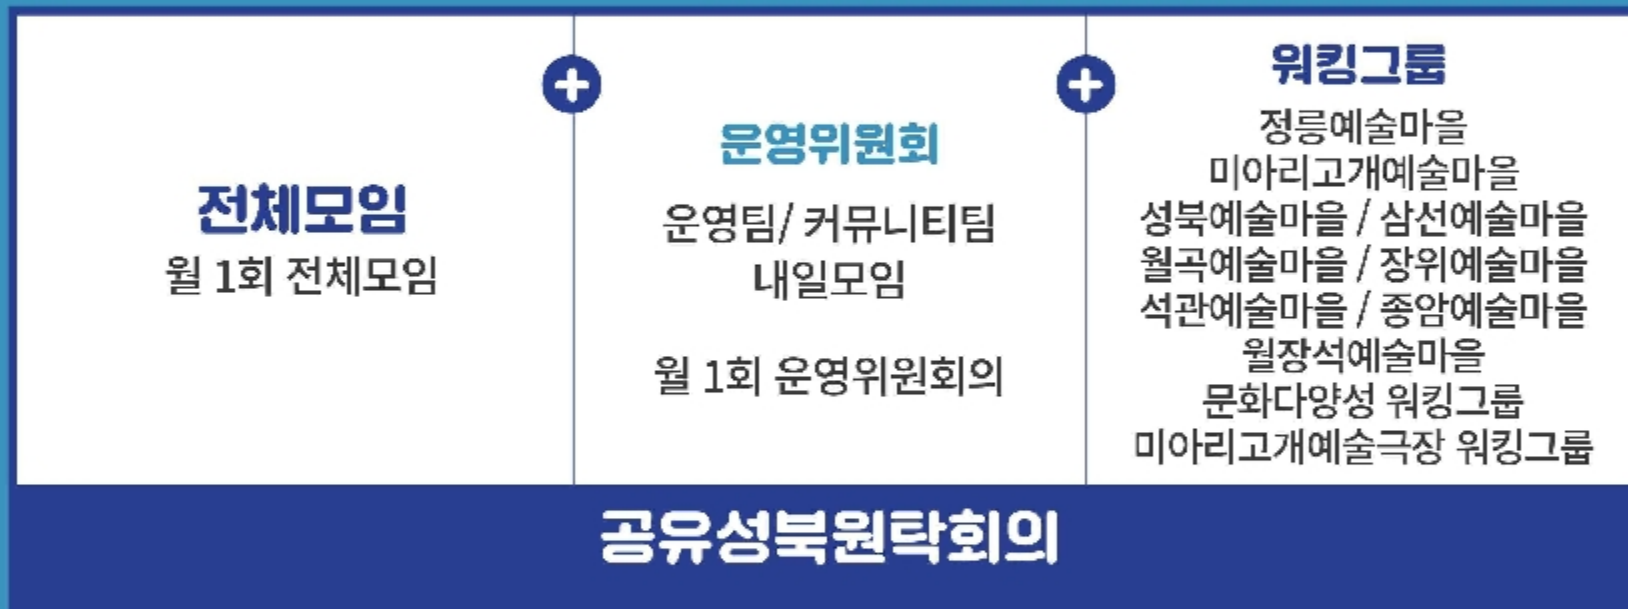 전체모임
월 1회 전체모임
운영위원회
운영팀/ 커뮤니티팀
내일모임
월 1회 운영위원회의
워킹그룹
정릉예술마을
미아리고개예술마을
성북예술마을 / 삼선예술마을
월곡예술마을 / 장위예술마을
석관예술마을 / 종암예술마을
월장석예술마을
문화다양성 워킹그룹
미아리고개예술극장 워킹그룹
공유성북원탁회의